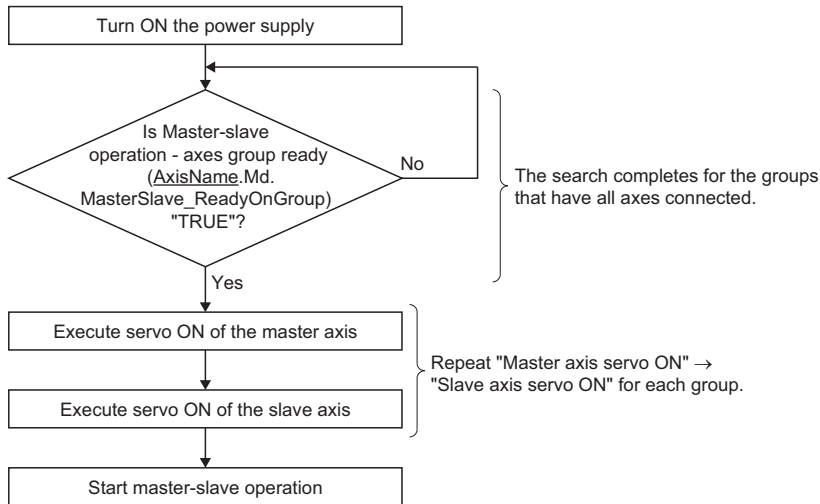 Turn ON the power supply
Is Master-slave
operation - axes group ready
(AxisName.Md.
MasterSlave_ReadyOnGroup)
"TRUE"?
No
The search completes for the groups
that have all axes connected.
Yes
Execute servo ON of the master axis
Repeat "Master axis servo ON" →
"Slave axis servo ON" for each group.
Execute servo ON of the slave axis
Start master-slave operation